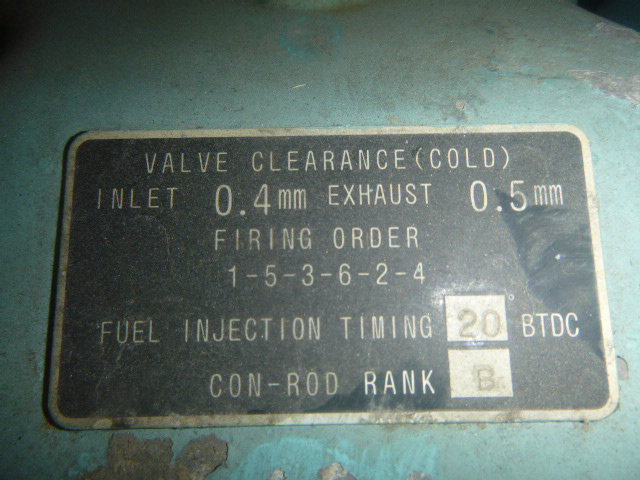 VALVE CLEARANCE(COLD)
INLET 0.4mm EXHAUST 0.5mm
FIRING ORDER
1-5-3-6-2-4
FUEL INJECTION TIMING 20° BTDC
CON-ROD RANK B